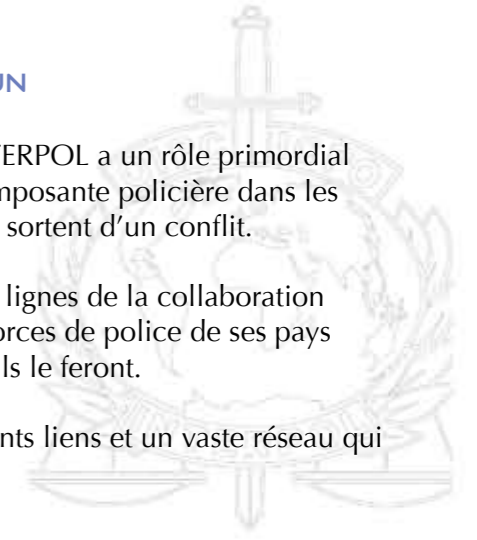 UN
TERPOL a un rôle primordial
mposante policière dans les
sortent d’un conflit.
lignes de la collaboration
orces de police de ses pays
ls le feront.
nts liens et un vaste réseau qui